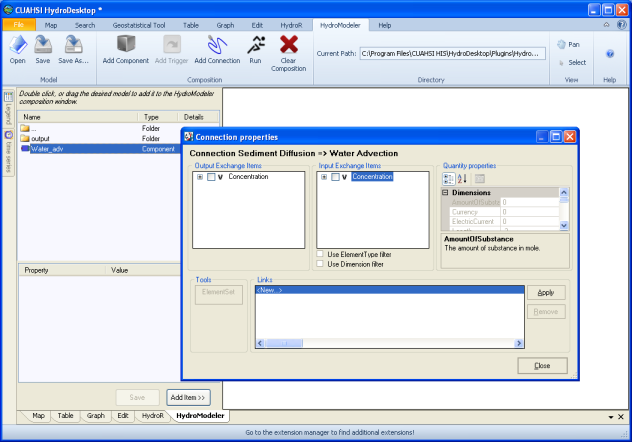 CUAHSI HydroDesktop *
File Map Search Geostatistical Tool Table Graph Edit HydroR HydroModeler Help
Open Save Save As... Add Component Add Trigger Add Connection Run Clear Composition
Current Path: C:\Program Files\CUAHSI HIS\HydroDesktop\Plugins\Hydro...
Pan
Select
Help
Model Composition Directory View Help
Legend
time series
Double click, or drag the desired model to add it to the HydroModeler composition window.
Name Type Details
... Folder
output Folder
Water_adv Component
Property Value
Save Add Item >>
Connection properties
Connection Sediment Diffusion => Water Advection
Output Exchange Items Input Exchange Items Quantity properties
Concentration Concentration
Dimensions
AmountOfSubsta 0
Currency 0
ElectricCurrent 0
AmountOfSubstance
The amount of substance in mole.
Use ElementType filter
Use Dimension filter
Tools Links
ElementSet
<New...>
Apply
Remove
Close
Map Table Graph Edit HydroR HydroModeler
Go to the extension manager to find additional extensions!